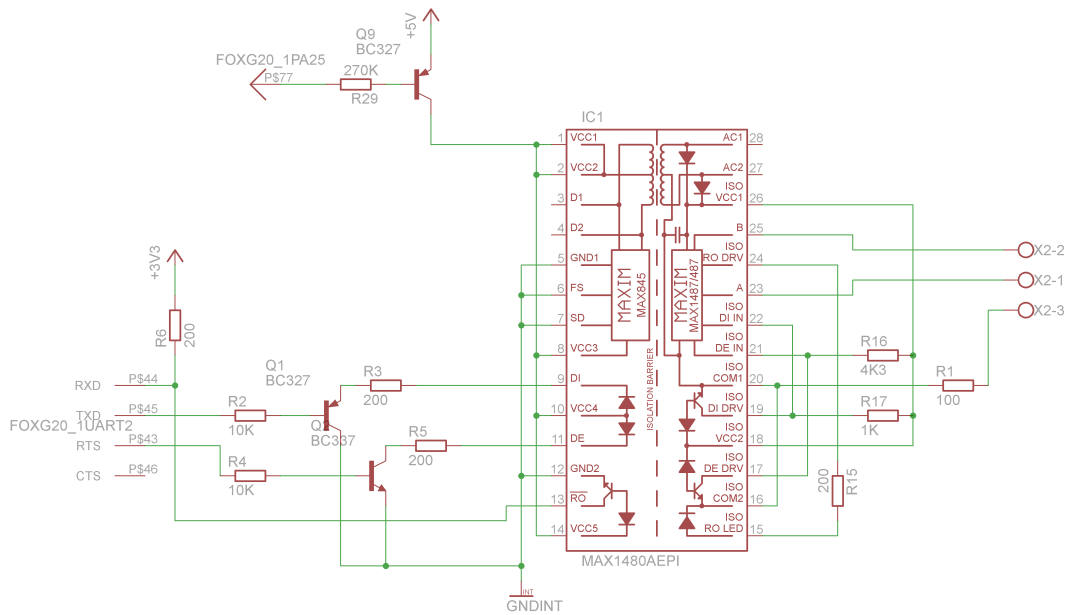 +5V
Q9
BC327
FOXG20_1PA25
P$77
270K
R29
IC1
1 VCC1 AC1 28
2 VCC2 AC2 27
3 D1 ISO VCC1 26
4 D2 B 25
5 GND1 ISO RO DRV 24
6 FS A 23
7 SD ISO DI IN 22
8 VCC3 ISO DE IN 21
9 DI ISO COM1 20
10 VCC4 ISO DI DRV 19
11 DE ISO VCC2 18
12 GND2 ISO DE DRV 17
13 RO ISO COM2 16
14 VCC5 ISO RO LED 15
MAXIM
MAX845
MAXIM
MAX1487/487
ISOLATION BARRIER
MAX1480AEPI
X2-2
X2-1
X2-3
R16
4K3
R1
100
R17
1K
200
R15
+3V3
R6
200
RXD P$44
TXD P$45
FOXG20_1UART2
RTS P$43
CTS P$46
Q1
BC327
R3
200
R2
10K
BC337
R5
200
R4
10K
INT
GNDINT